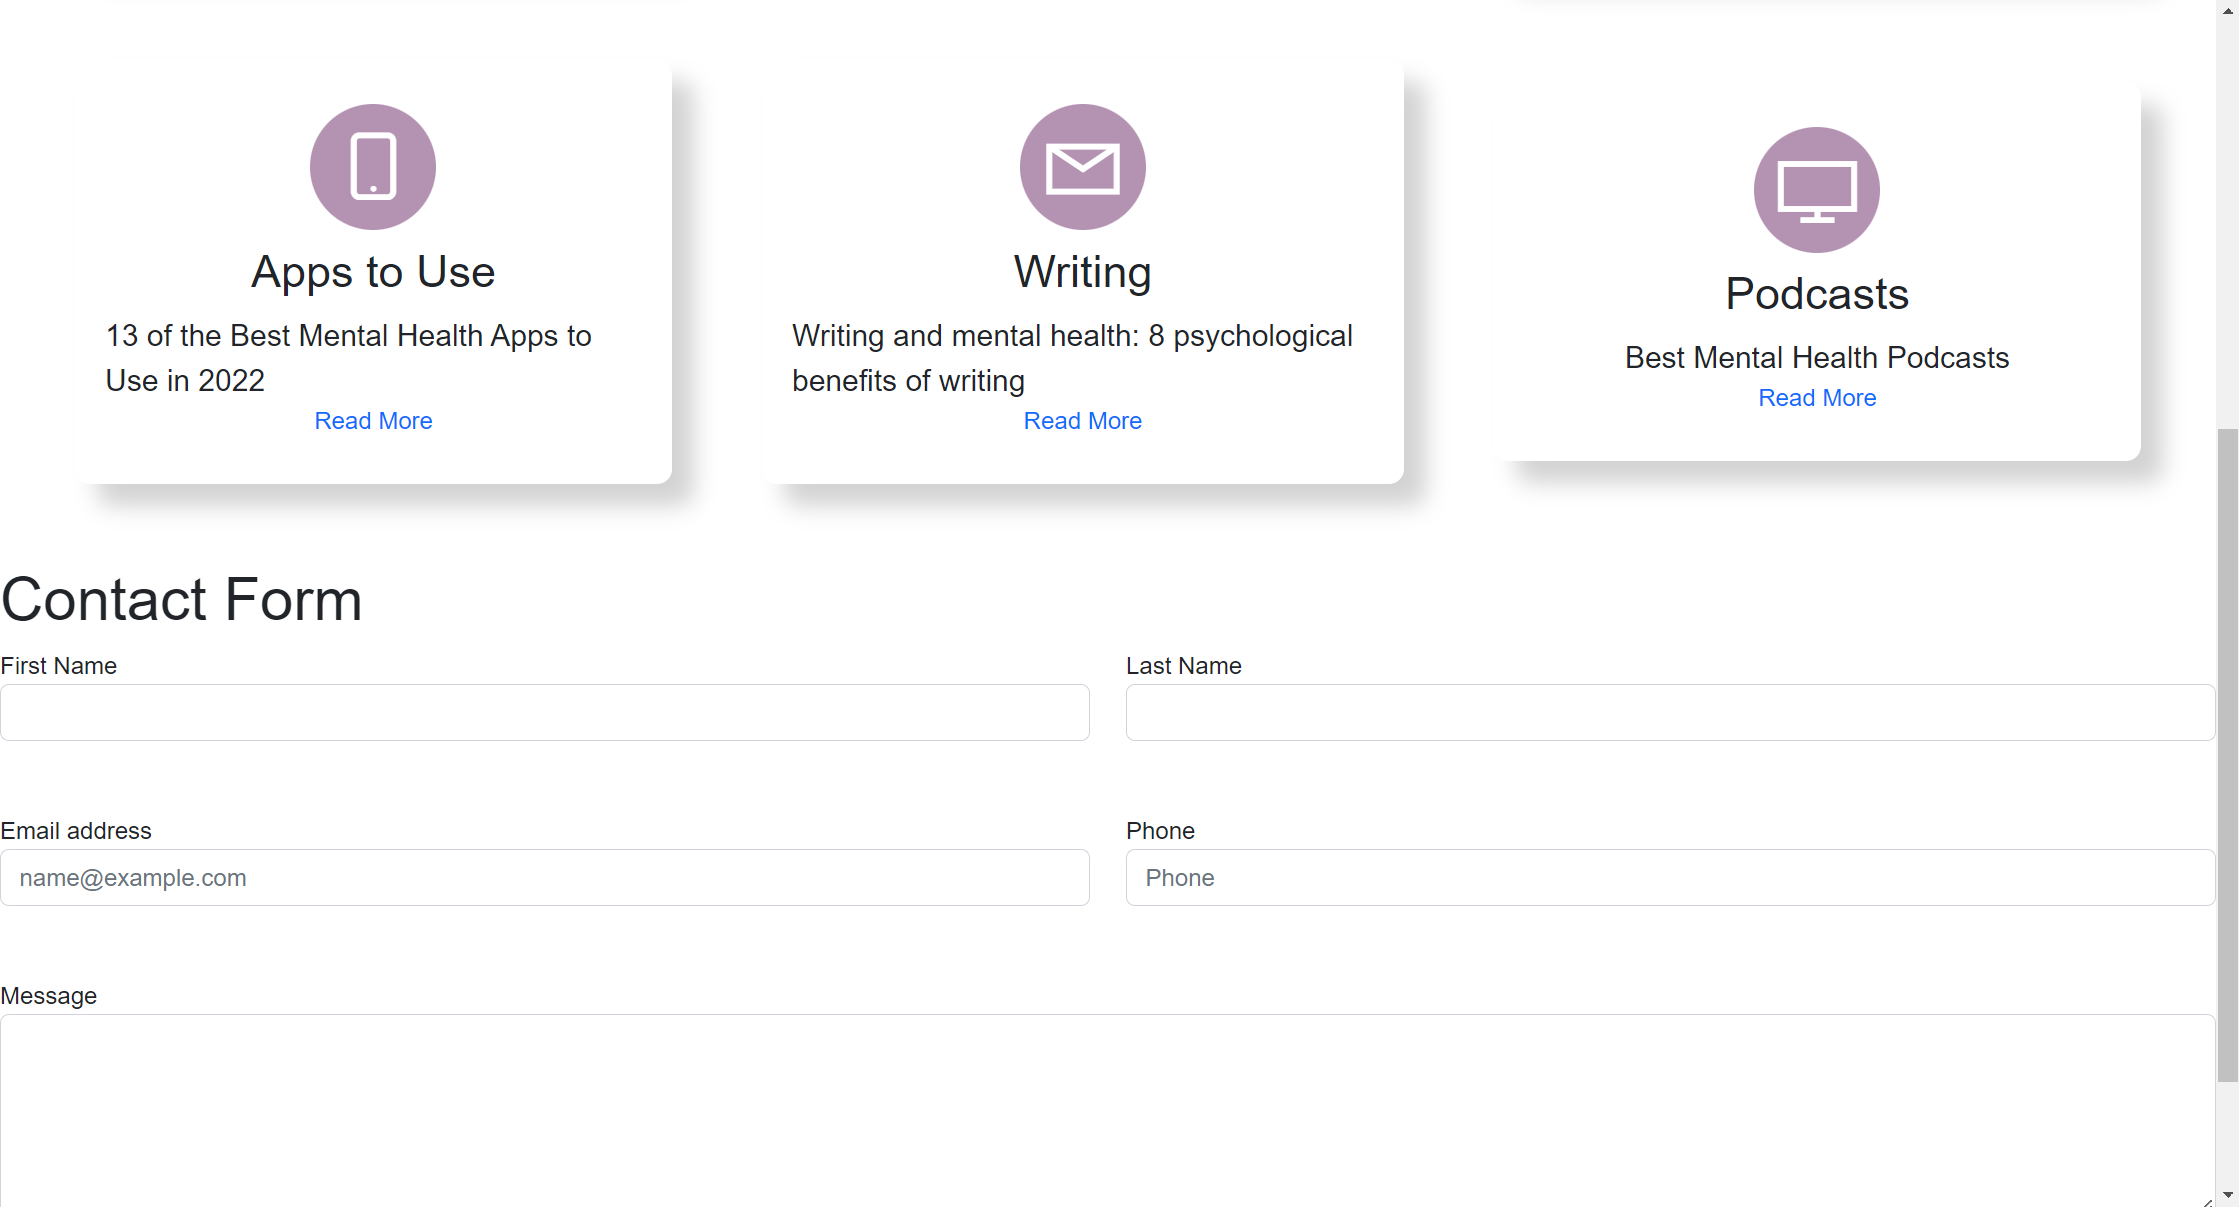 Apps to Use
13 of the Best Mental Health Apps to
Use in 2022
Read More
Writing
Writing and mental health: 8 psychological
benefits of writing
Read More
Podcasts
Best Mental Health Podcasts
Read More
Contact Form
First Name
Last Name
Email address
name@example.com
Phone
Phone
Message